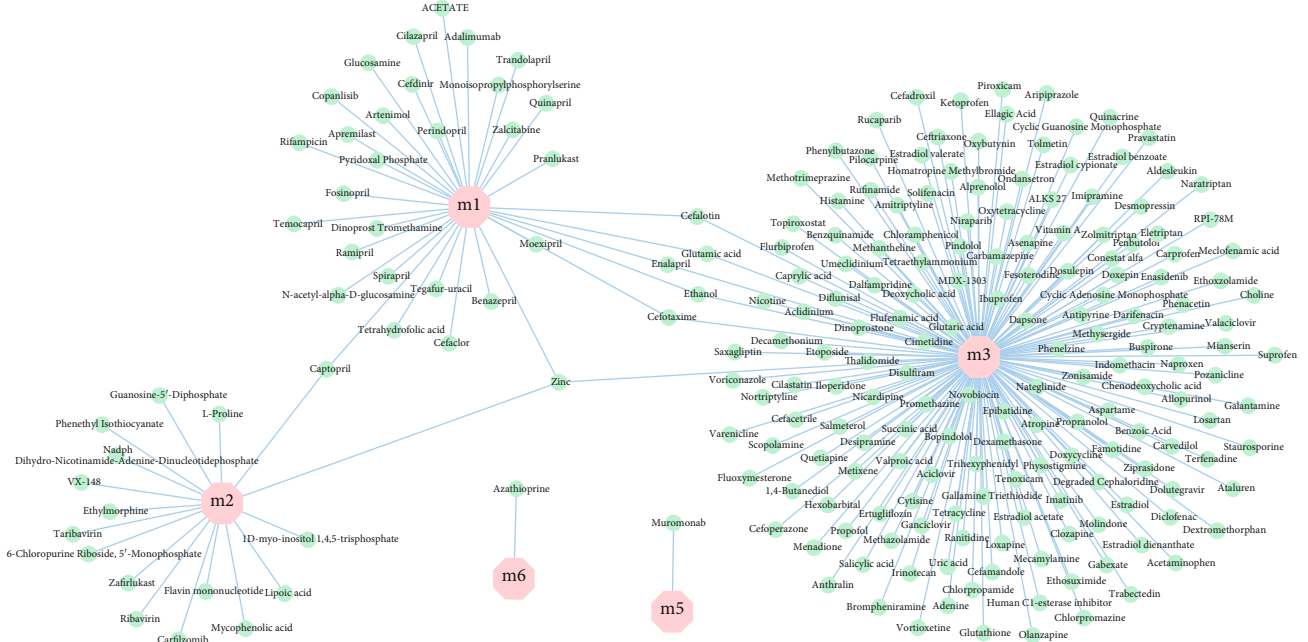 ACETATE
Cilazapril
Adalimumab
Glucosamine
Trandolapril
Cefdinir
Monoisopropylphosphorylserine
Copanlisib
Quinapril
Artenimol
Apremilast
Perindopril
Zalcitabine
Rifampicin
Pyridoxal Phosphate
Pranlukast
Fosinopril
m1
Temocapril
Dinoprost Tromethamine
Moexipril
Ramipril
Spirapril
N-acetyl-alpha-D-glucosamine
Tegafur-uracil
Benazepril
Tetrahydrofolic acid
Cefaclor
Captopril
Zinc
Cefalotin
Glutamic acid
Enalapril
Ethanol
Cefotaxime
Guanosine-5′-Diphosphate
L-Proline
Phenethyl Isothiocyanate
Nadph
Dihydro-Nicotinamide-Adenine-Dinucleotidephosphate
VX-148
m2
Ethylmorphine
Taribavirin
1D-myo-inositol 1,4,5-trisphosphate
6-Chloropurine Riboside, 5′-Monophosphate
Zafirlukast
Flavin mononucleotide
Lipoic acid
Ribavirin
Mycophenolic acid
Carfilzomib
Azathioprine
m6
Muromonab
m5
Piroxicam
Cefadroxil
Ketoprofen
Aripiprazole
Ellagic Acid
Rucaparib
Quinacrine
Cyclic Guanosine Monophosphate
Ceftriaxone
Oxybutynin
Tolmetin
Pravastatin
Phenylbutazone
Pilocarpine
Estradiol valerate
Estradiol benzoate
Homatropine Methylbromide
Estradiol cypionate
Aldesleukin
Methotrimeprazine
Ondansetron
Rufinamide
Solifenacin
Alprenolol
Naratriptan
Histamine
Amitriptyline
ALKS 27
Imipramine
Oxytetracycline
Desmopressin
Topiroxostat
Niraparib
RPI-78M
Benzquinamide
Chloramphenicol
Vitamin A
Zolmitriptan
Eletriptan
Flurbiprofen
Methantheline
Pindolol
Asenapine
Penbutolol
Carbamazepine
Conestat alfa
Carprofen
Meclofenamic acid
Umeclidinium
Tetraethylammonium
Caprylic acid
Fesoterodine
Dosulepin
Doxepin
Enasidenib
Ethoxzolamide
Dalfampridine
MDX-1303
Deoxycholic acid
Cyclic Adenosine Monophosphate
Choline
Nicotine
Diflunisal
Ibuprofen
Phenacetin
Aclidinium
Flufenamic acid
Dapsone
Antipyrine
Darifenacin
Dinoprostone
Glutaric acid
Cryptenamine
Valaciclovir
Decamethonium
Cimetidine
Methysergide
Saxagliptin
Etoposide
m3
Phenelzine
Buspirone
Mianserin
Suprofen
Thalidomide
Indomethacin
Naproxen
Voriconazole
Disulfiram
Zonisamide
Pozanicline
Cilastatin
Iloperidone
Nateglinide
Chenodeoxycholic acid
Nortriptyline
Nicardipine
Novobiocin
Allopurinol
Promethazine
Galantamine
Epibatidine
Aspartame
Cefacetrile
Losartan
Varenicline
Salmeterol
Succinic acid
Atropine
Propranolol
Benzoic Acid
Scopolamine
Desipramine
Bopindolol
Dexamethasone
Carvedilol
Staurosporine
Famotidine
Quetiapine
Valproic acid
Doxycycline
Terfenadine
Metixene
Trihexyphenidyl
Physostigmine
Ziprasidone
Fluoxymesterone
Aciclovir
Tenoxicam
Degraded Cephaloridine
Dolutegravir
Ataluren
1,4-Butanediol
Hexobarbital
Cytisine
Gallamine Triethiodide
Imatinib
Estradiol
Ertugliflozin
Tetracycline
Estradiol acetate
Diclofenac
Cefoperazone
Propofol
Ganciclovir
Molindone
Dextromethorphan
Menadione
Methazolamide
Ranitidine
Loxapine
Clozapine
Estradiol dienanthate
Salicylic acid
Uric acid
Mecamylamine
Gabexate
Acetaminophen
Anthralin
Irinotecan
Cefamandole
Ethosuximide
Trabectedin
Chlorpropamide
Brompheniramine
Adenine
Human C1-esterase inhibitor
Chlorpromazine
Vortioxetine
Glutathione
Olanzapine